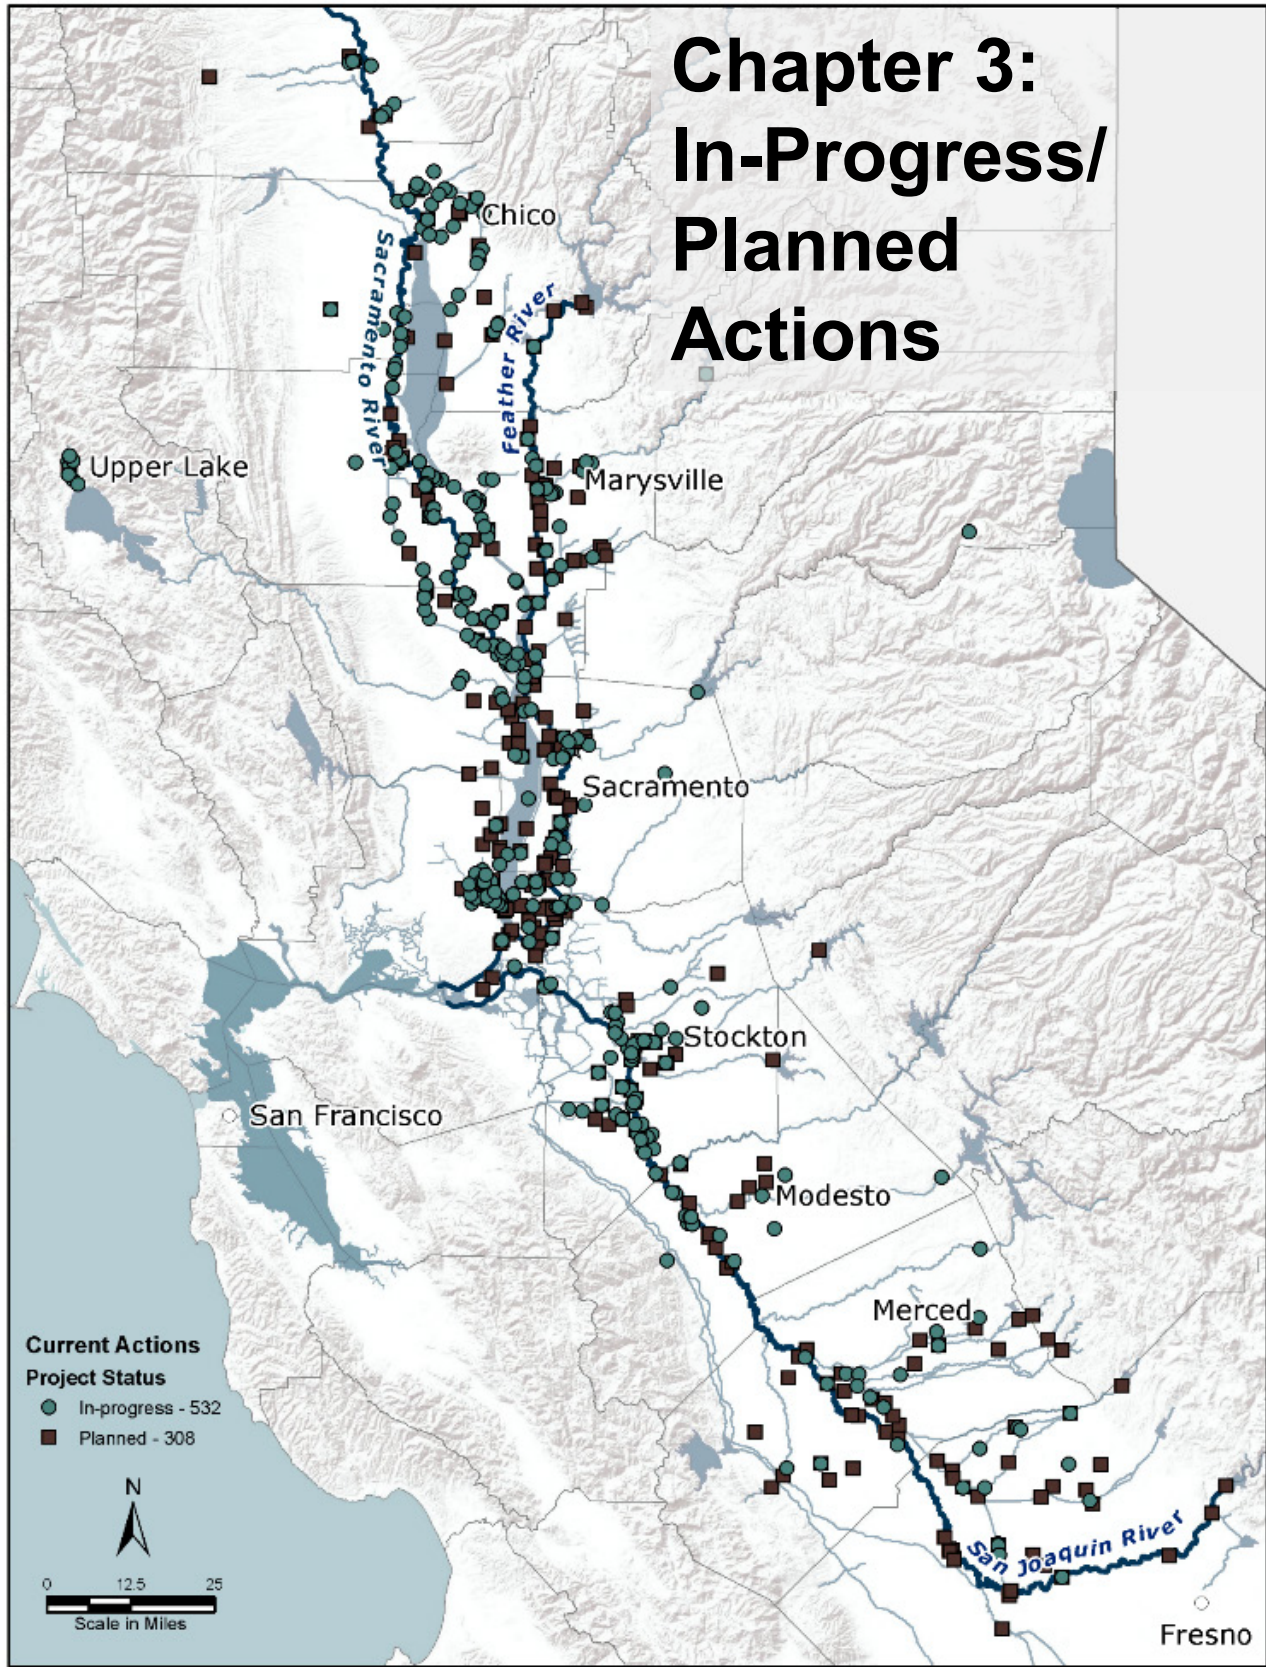 Chapter 3:
In-Progress/
Planned
Actions
Chico
Sacramento River
Feather River
Upper Lake
Marysville
Sacramento
Stockton
San Francisco
Modesto
Merced
Current Actions
Project Status
In-progress - 532
Planned - 308
N
0 12.5 25
Scale in Miles
San Joaquin River
Fresno